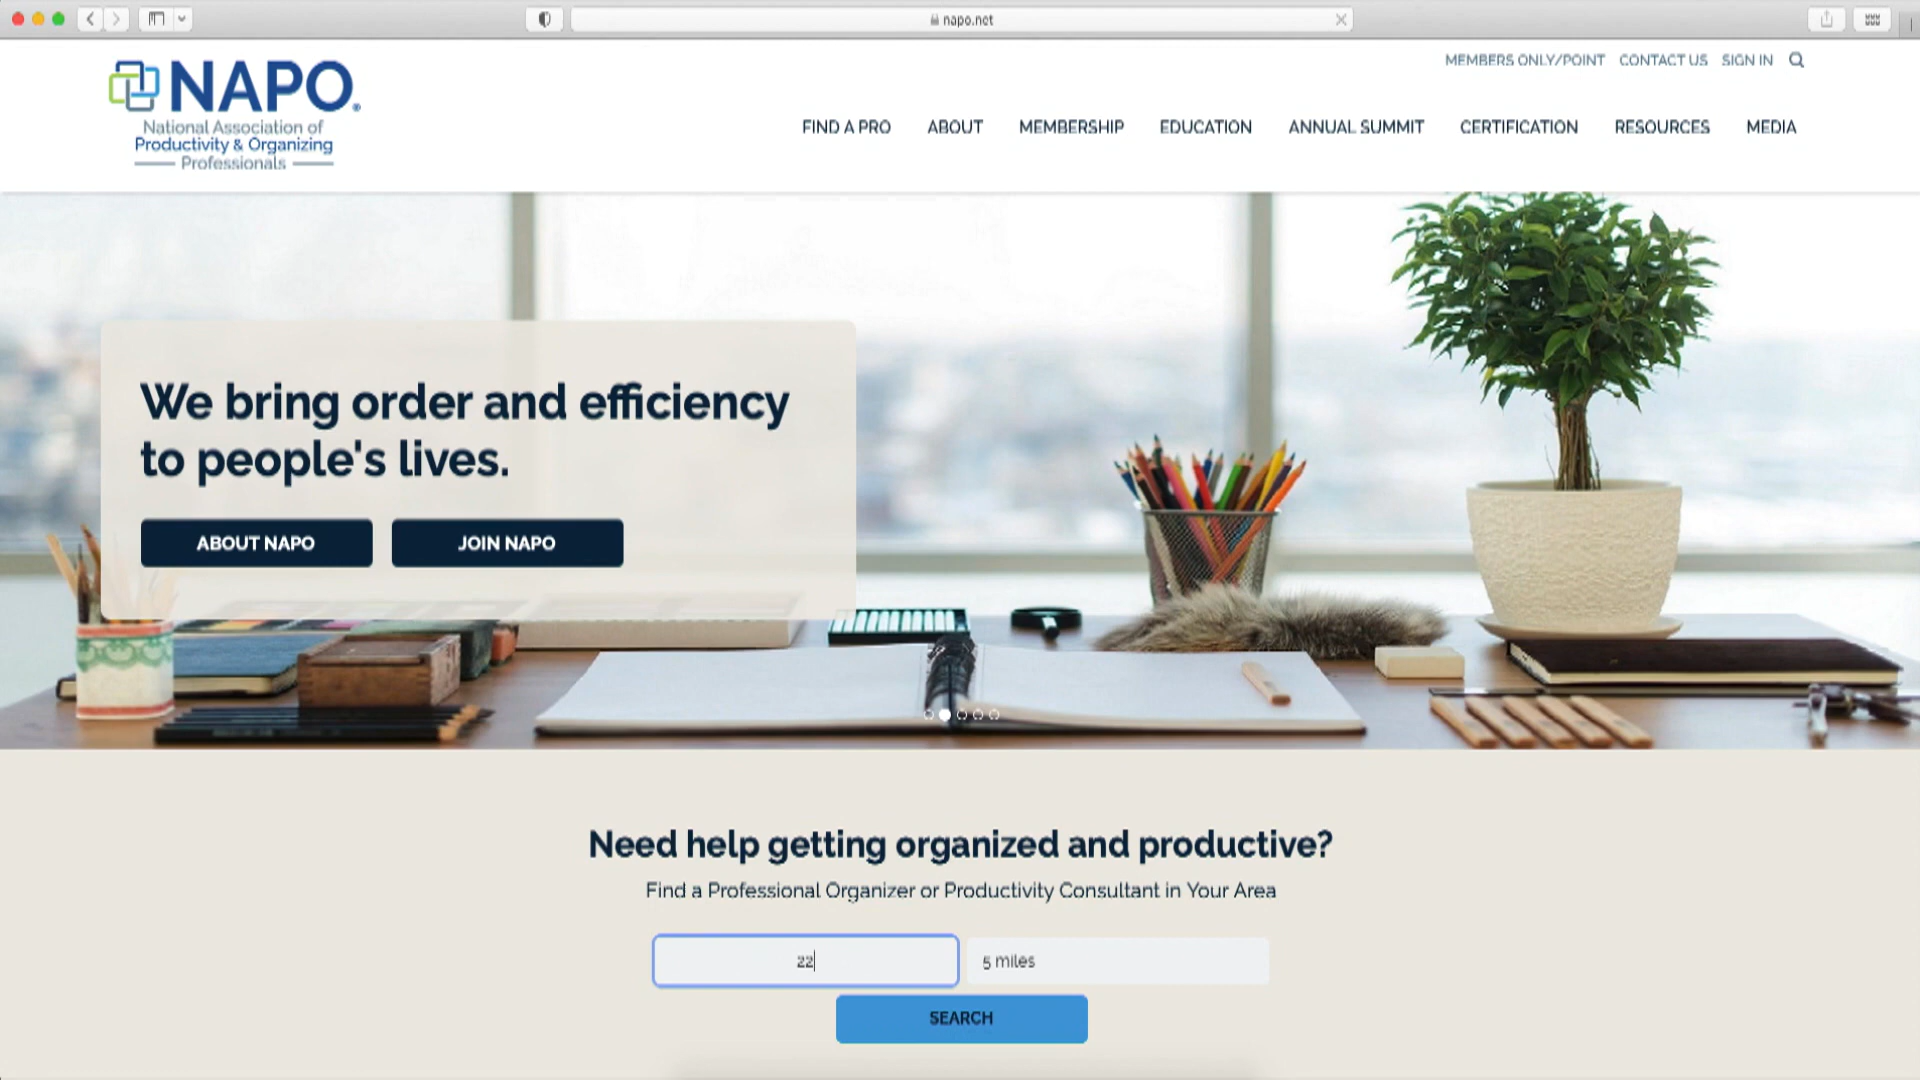 napo.net
MEMBERS ONLY/POINT CONTACT US SIGN IN
NAPO®
National Association of
Productivity & Organizing
Professionals
FIND A PRO ABOUT MEMBERSHIP EDUCATION ANNUAL SUMMIT CERTIFICATION RESOURCES MEDIA
We bring order and efficiency
to people's lives.
ABOUT NAPO JOIN NAPO
Need help getting organized and productive?
Find a Professional Organizer or Productivity Consultant in Your Area
22 5 miles
SEARCH